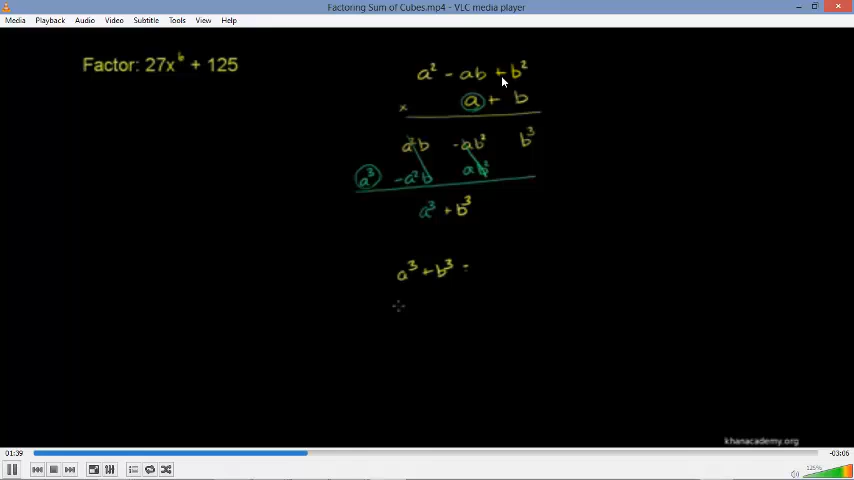 Factoring Sum of Cubes.mp4 - VLC media player
Media Playback Audio Video Subtitle Tools View Help
Factor: 27x⁶ + 125
a² - ab + b²
× a + b
a²b -ab² b³
a³ -a²b ab²
a³ + b³
a³ + b³ =
khanacademy.org
01:39 -03:06
125%